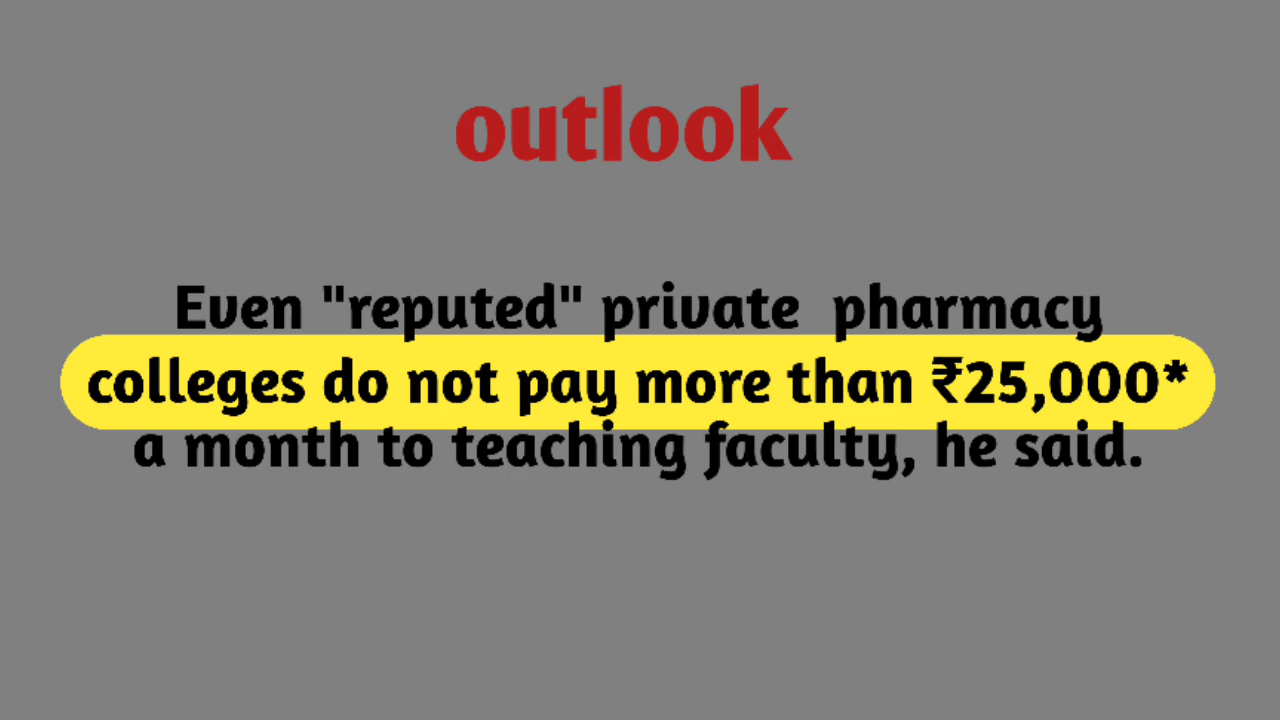 outlook
Even "reputed" private pharmacy
colleges do not pay more than ₹25,000*
a month to teaching faculty, he said.